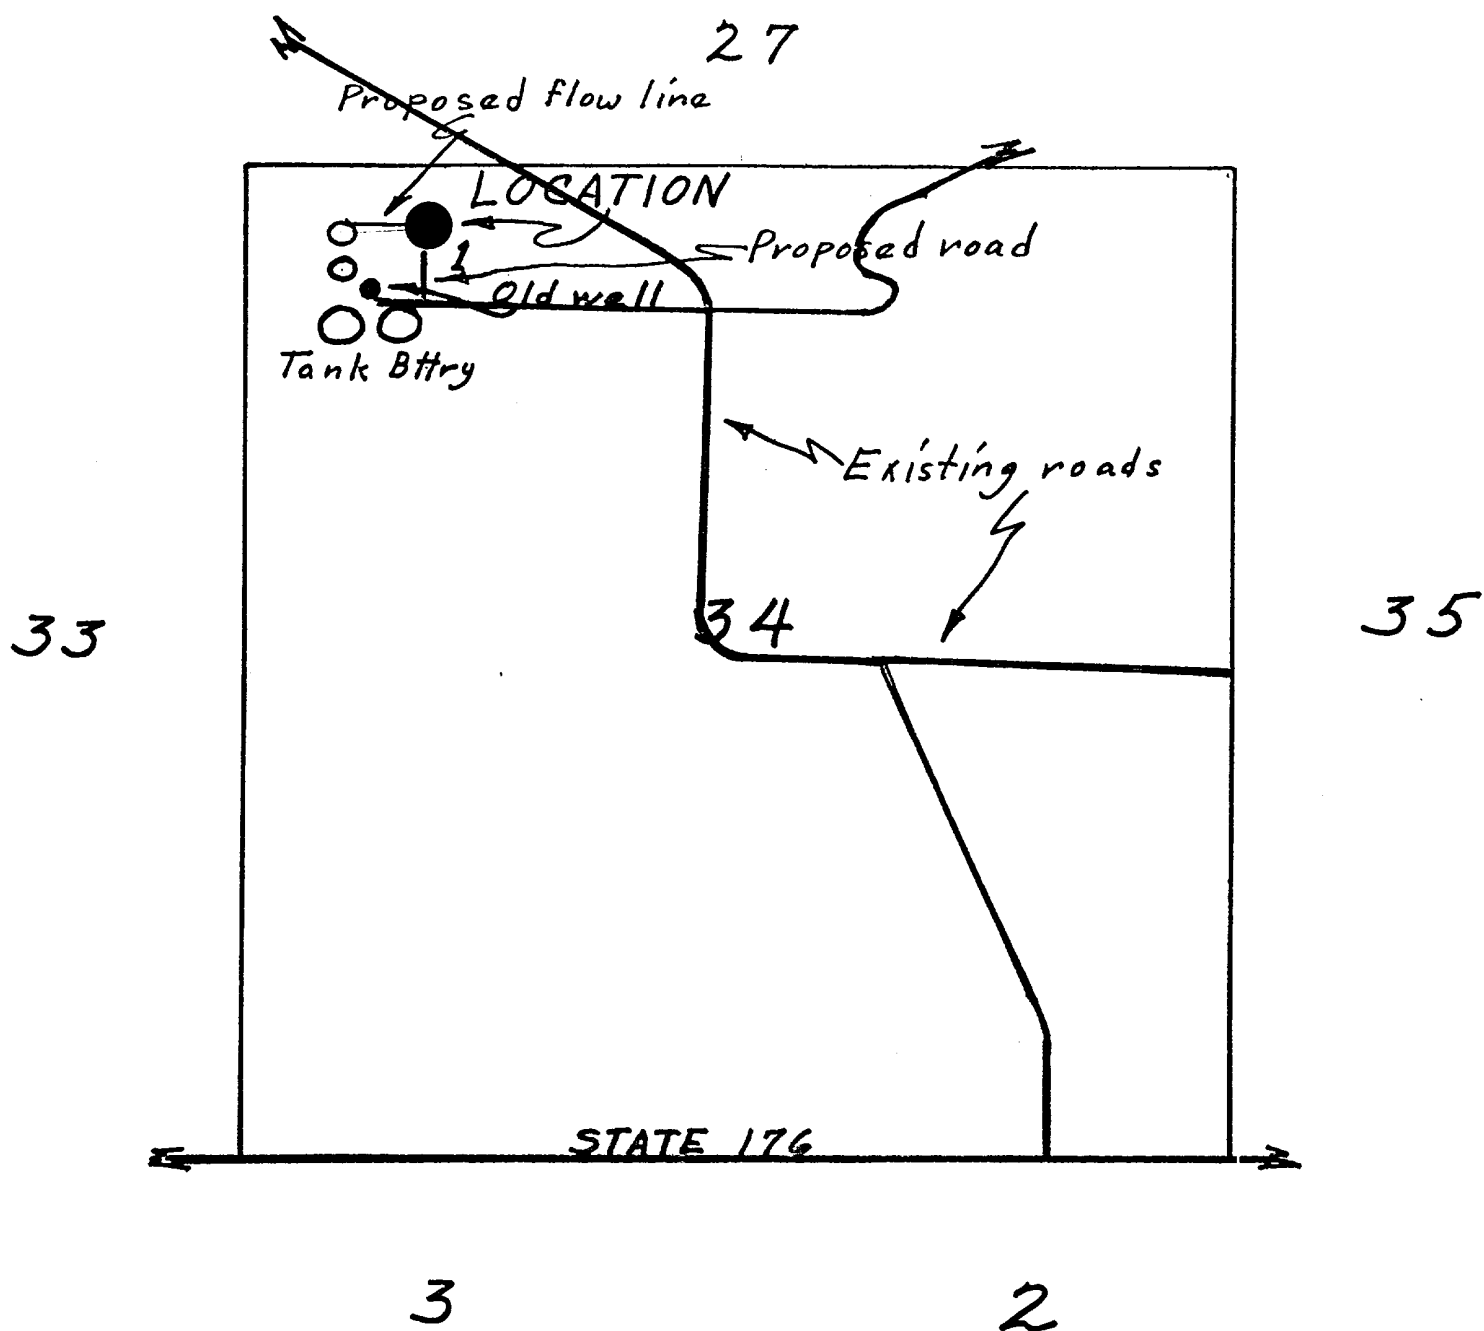 27
Proposed flow line
LOCATION
1
Proposed road
Old well
Tank Bttry
Existing roads
33
34
35
STATE 176
3
2